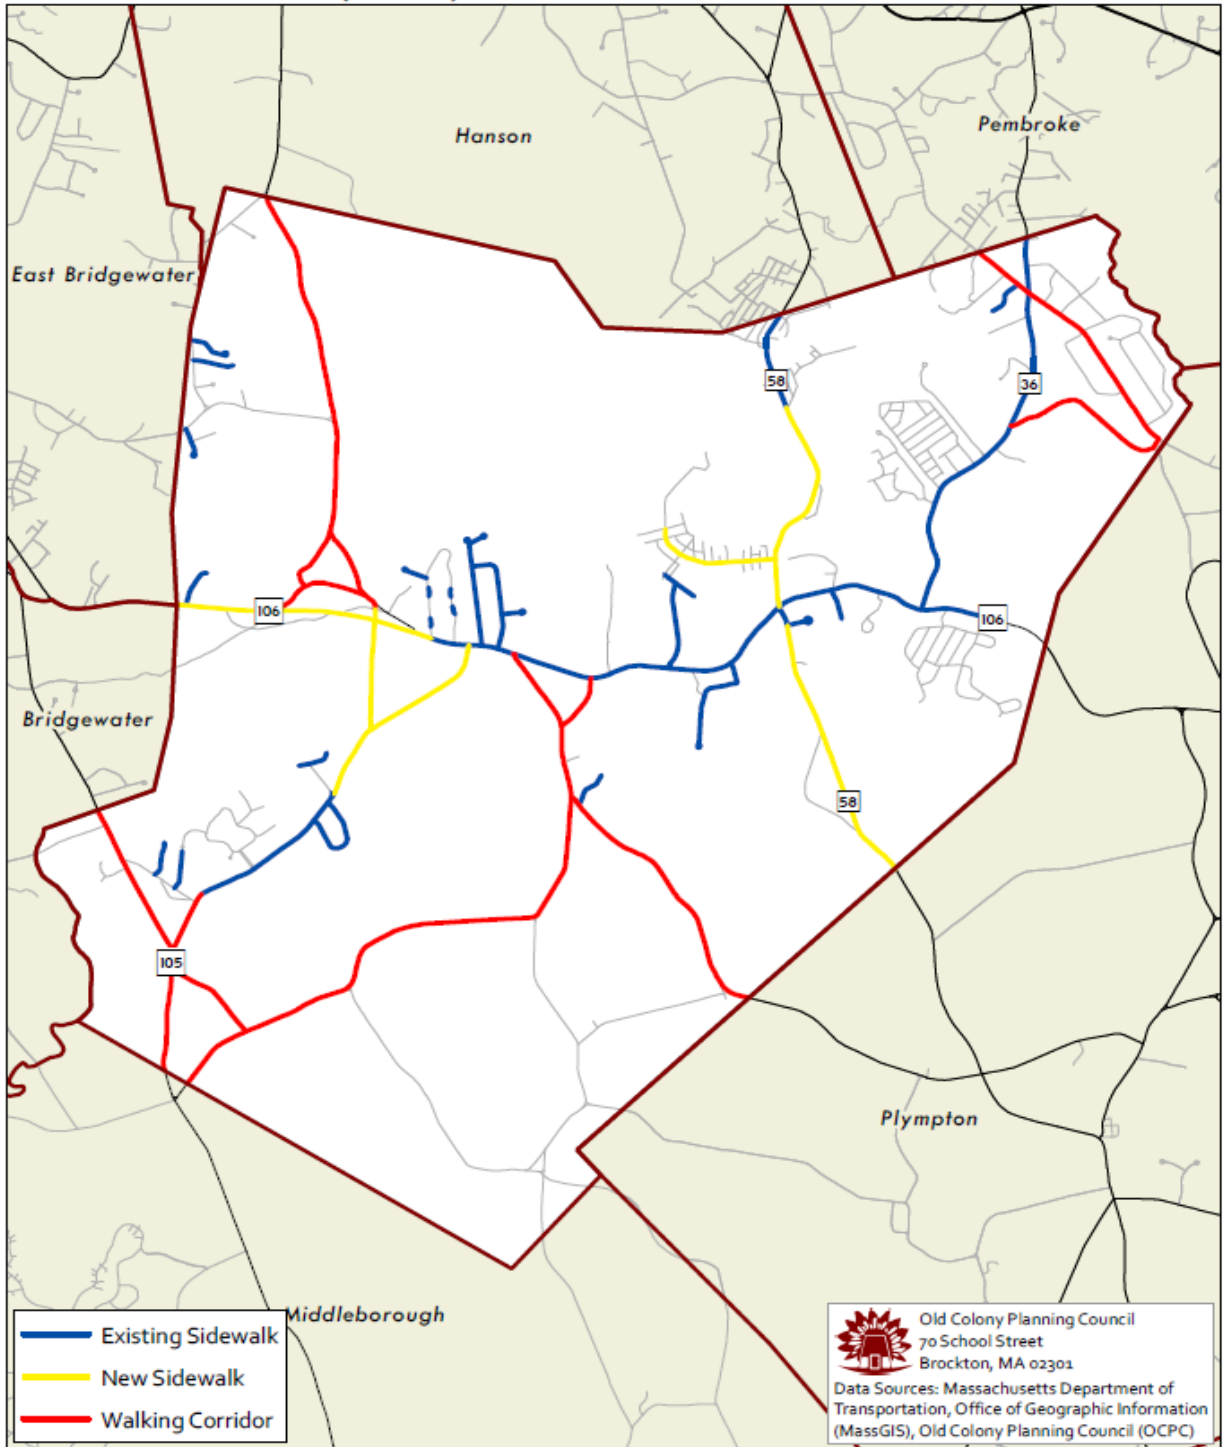 Hanson
Pembroke
East Bridgewater
58
36
106
106
Bridgewater
58
105
Plympton
Middleborough
Existing Sidewalk
New Sidewalk
Walking Corridor
Old Colony Planning Council
70 School Street
Brockton, MA 02301
Data Sources: Massachusetts Department of
Transportation, Office of Geographic Information
(MassGIS), Old Colony Planning Council (OCPC)